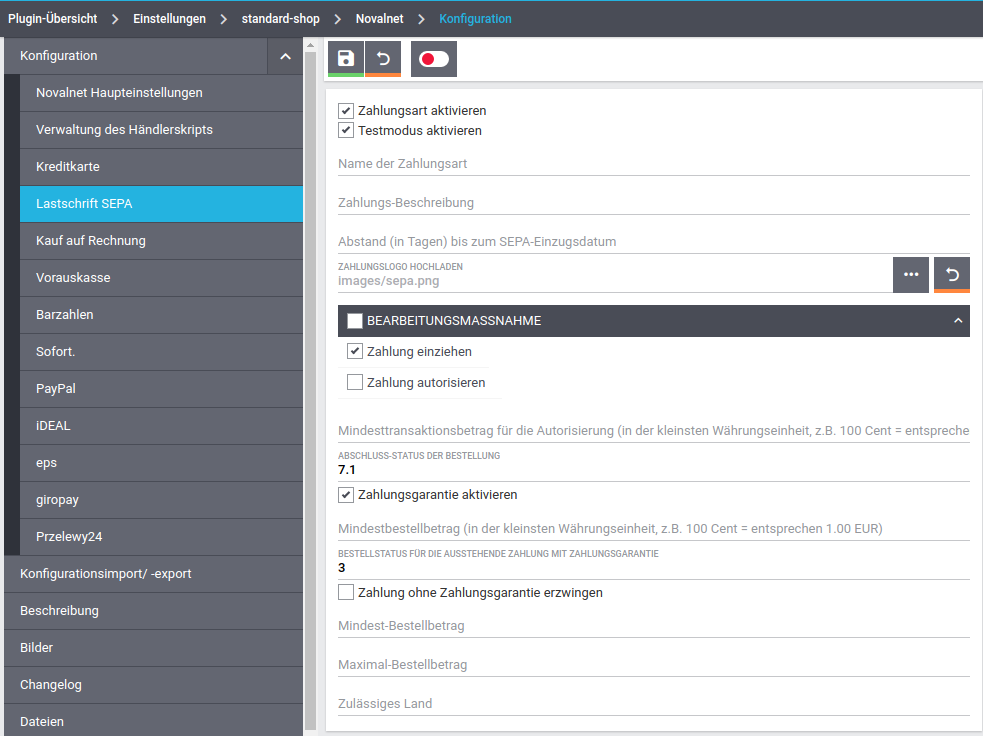 Plugin-Übersicht > Einstellungen > standard-shop > Novalnet > Konfiguration
Konfiguration
Novalnet Haupteinstellungen
Verwaltung des Händlerskripts
Kreditkarte
Lastschrift SEPA
Kauf auf Rechnung
Vorauskasse
Barzahlen
Sofort.
PayPal
iDEAL
eps
giropay
Przelewy24
Konfigurationsimport/ -export
Beschreibung
Bilder
Changelog
Dateien
Zahlungsart aktivieren
Testmodus aktivieren
Name der Zahlungsart
Zahlungs-Beschreibung
Abstand (in Tagen) bis zum SEPA-Einzugsdatum
ZAHLUNGSLOGO HOCHLADEN
images/sepa.png
BEARBEITUNGSMASSNAHME
Zahlung einziehen
Zahlung autorisieren
Mindesttransaktionsbetrag für die Autorisierung (in der kleinsten Währungseinheit, z.B. 100 Cent = entspreche
ABSCHLUSS-STATUS DER BESTELLUNG
7.1
Zahlungsgarantie aktivieren
Mindestbestellbetrag (in der kleinsten Währungseinheit, z.B. 100 Cent = entsprechen 1.00 EUR)
BESTELLSTATUS FÜR DIE AUSSTEHENDE ZAHLUNG MIT ZAHLUNGSGARANTIE
3
Zahlung ohne Zahlungsgarantie erzwingen
Mindest-Bestellbetrag
Maximal-Bestellbetrag
Zulässiges Land